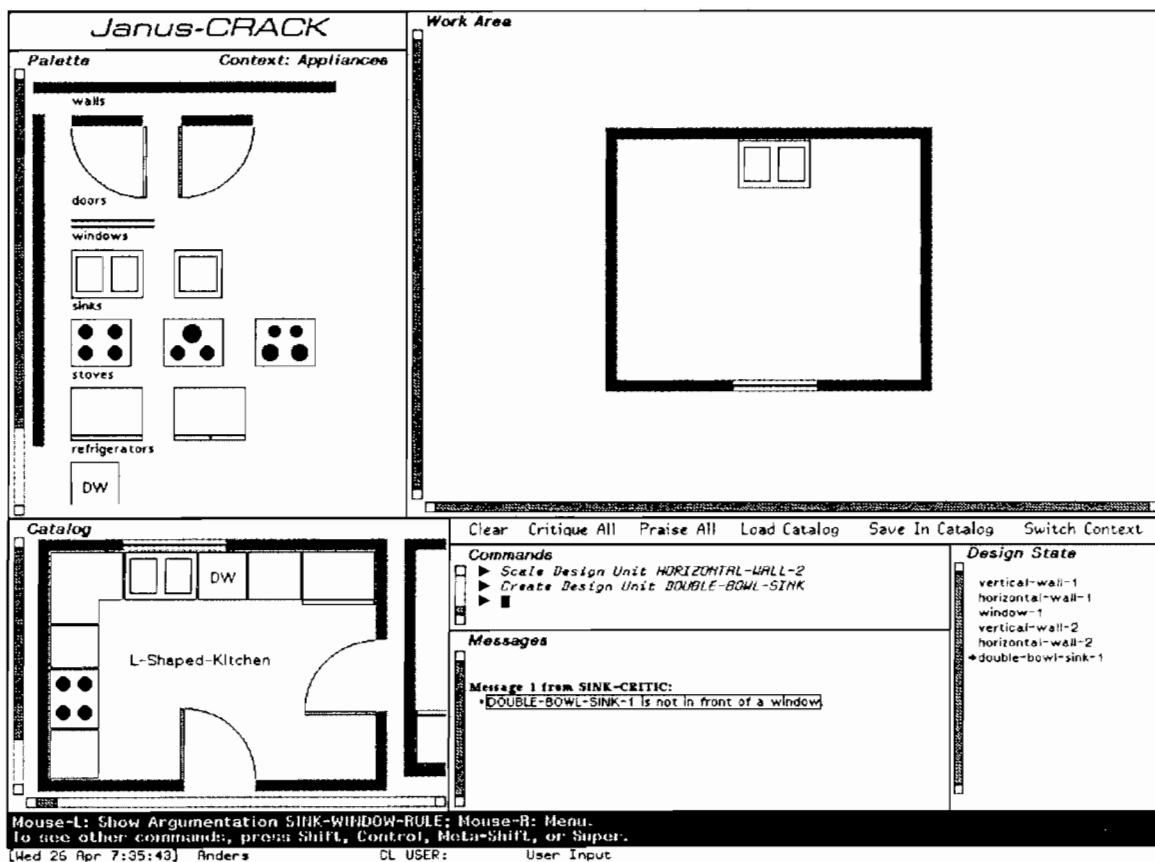 Janus-CRACK
Palette Context: Appliances
walls
doors
windows
sinks
stoves
refrigerators
DW
Work Area
Catalog
DW
L-Shaped-Kitchen
Clear Critique All Praise All Load Catalog Save In Catalog Switch Context
Commands
Scale Design Unit HORIZONTAL-WALL-2
Create Design Unit DOUBLE-BOWL-SINK
Messages
Message 1 from SINK-CRITIC:
DOUBLE-BOWL-SINK-1 is not in front of a window.
Design State
vertical-wall-1
horizontal-wall-1
window-1
vertical-wall-2
horizontal-wall-2
double-bowl-sink-1
Mouse-L: Show Argumentation SINK-WINDOW-RULE; Mouse-R: Menu.
To see other commands, press Shift, Control, Meta-Shift, or Super.
[Wed 26 Apr 7:35:43] Anders CL USER: User Input